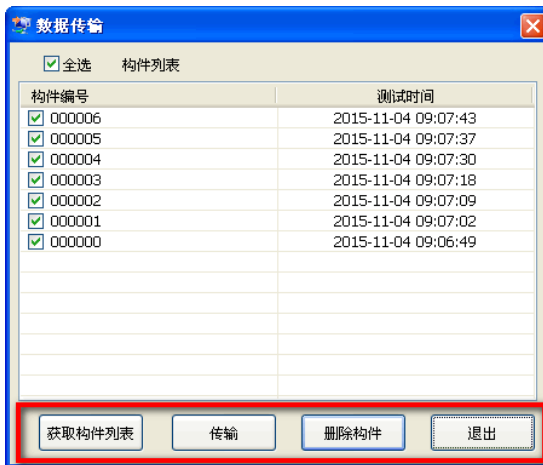 数据传输
全选 构件列表
构件编号 测试时间
000006 2015-11-04 09:07:43
000005 2015-11-04 09:07:37
000004 2015-11-04 09:07:30
000003 2015-11-04 09:07:18
000002 2015-11-04 09:07:09
000001 2015-11-04 09:07:02
000000 2015-11-04 09:06:49
获取构件列表 传输 删除构件 退出